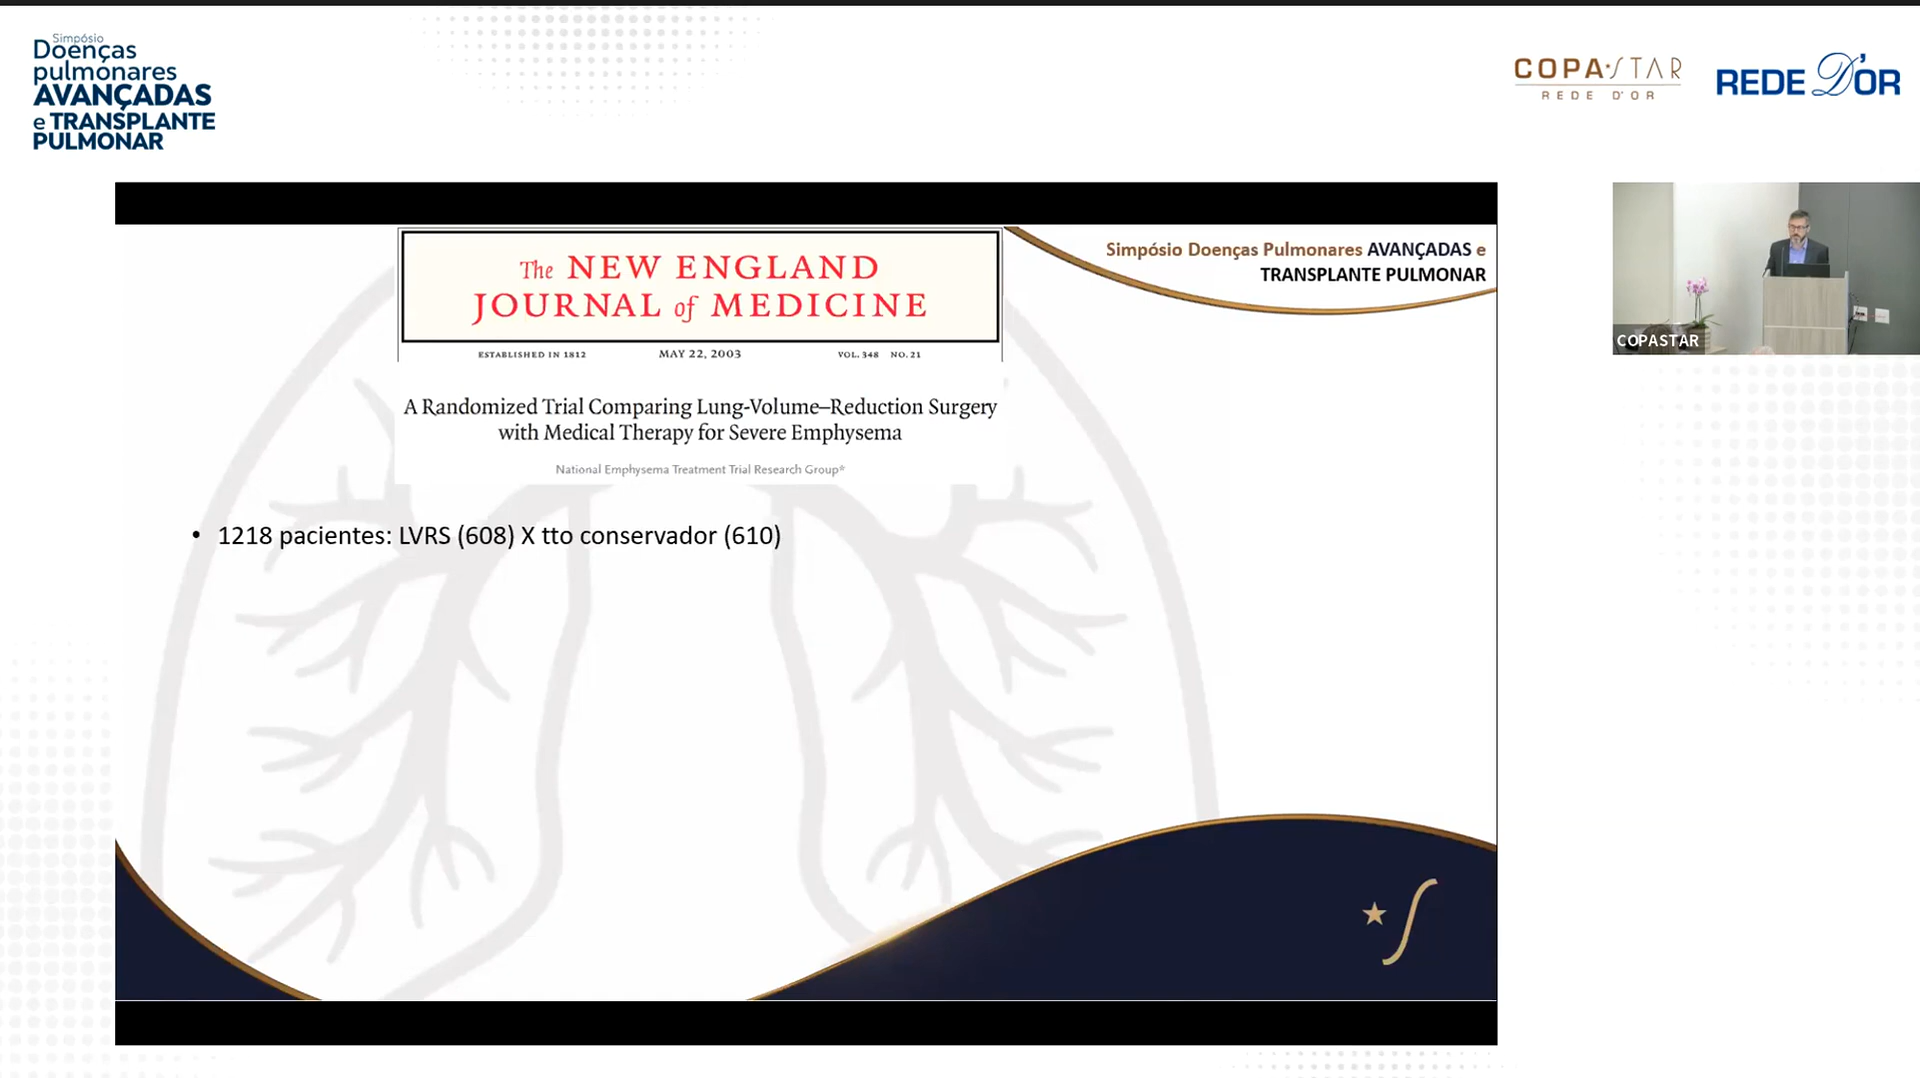 Simpósio
Doenças
pulmonares
AVANÇADAS
e TRANSPLANTE
PULMONAR
COPA STAR
REDE D'OR
REDE D'OR
The NEW ENGLAND
JOURNAL of MEDICINE
ESTABLISHED IN 1812 MAY 22, 2003 VOL. 348 NO. 21
Simpósio Doenças Pulmonares AVANÇADAS e
TRANSPLANTE PULMONAR
A Randomized Trial Comparing Lung-Volume–Reduction Surgery
with Medical Therapy for Severe Emphysema
National Emphysema Treatment Trial Research Group*
• 1218 pacientes: LVRS (608) X tto conservador (610)
COPASTAR